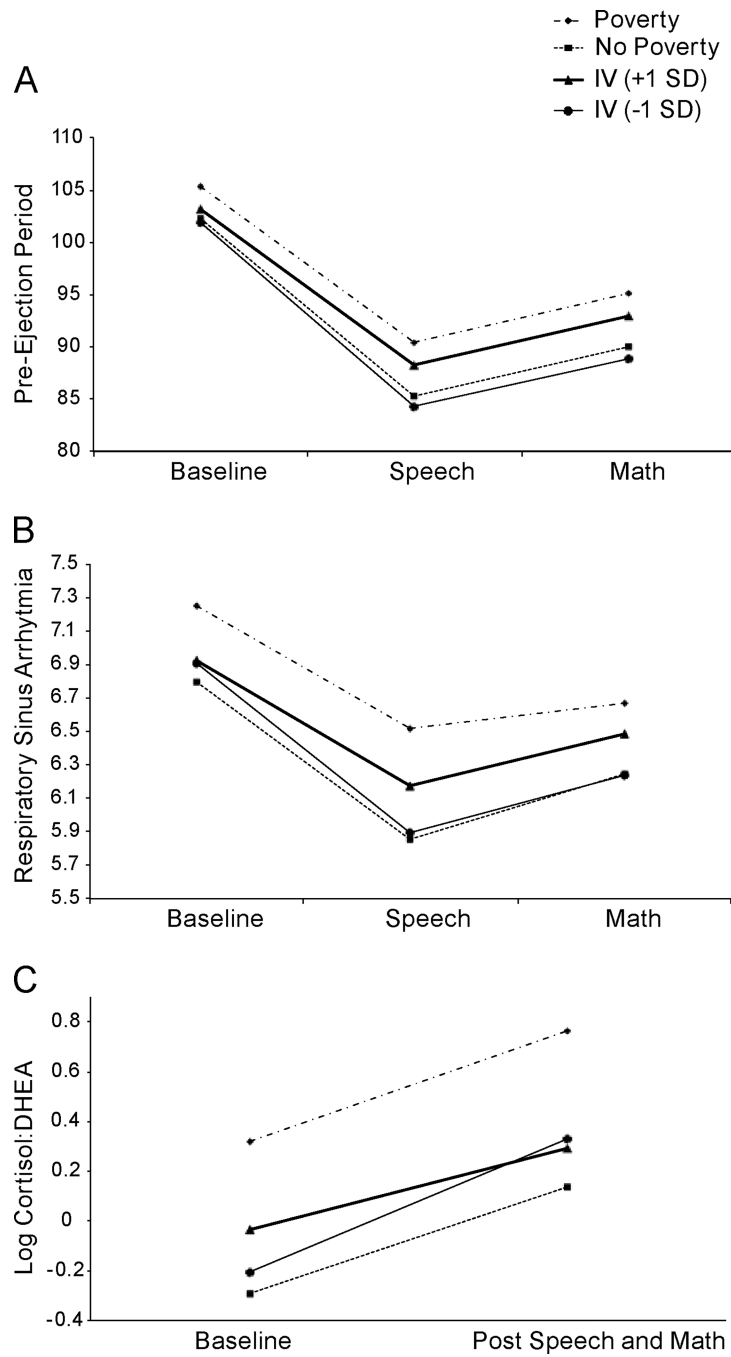 Poverty
No Poverty
IV (+1 SD)
IV (-1 SD)
A
110
105
100
95
90
85
80
Pre-Ejection Period
Baseline Speech Math
B
7.5
7.3
7.1
6.9
6.7
6.5
6.3
6.1
5.9
5.7
5.5
Respiratory Sinus Arrhytmia
Baseline Speech Math
C
0.8
0.6
0.4
0.2
0
-0.2
-0.4
Log Cortisol:DHEA
Baseline Post Speech and Math